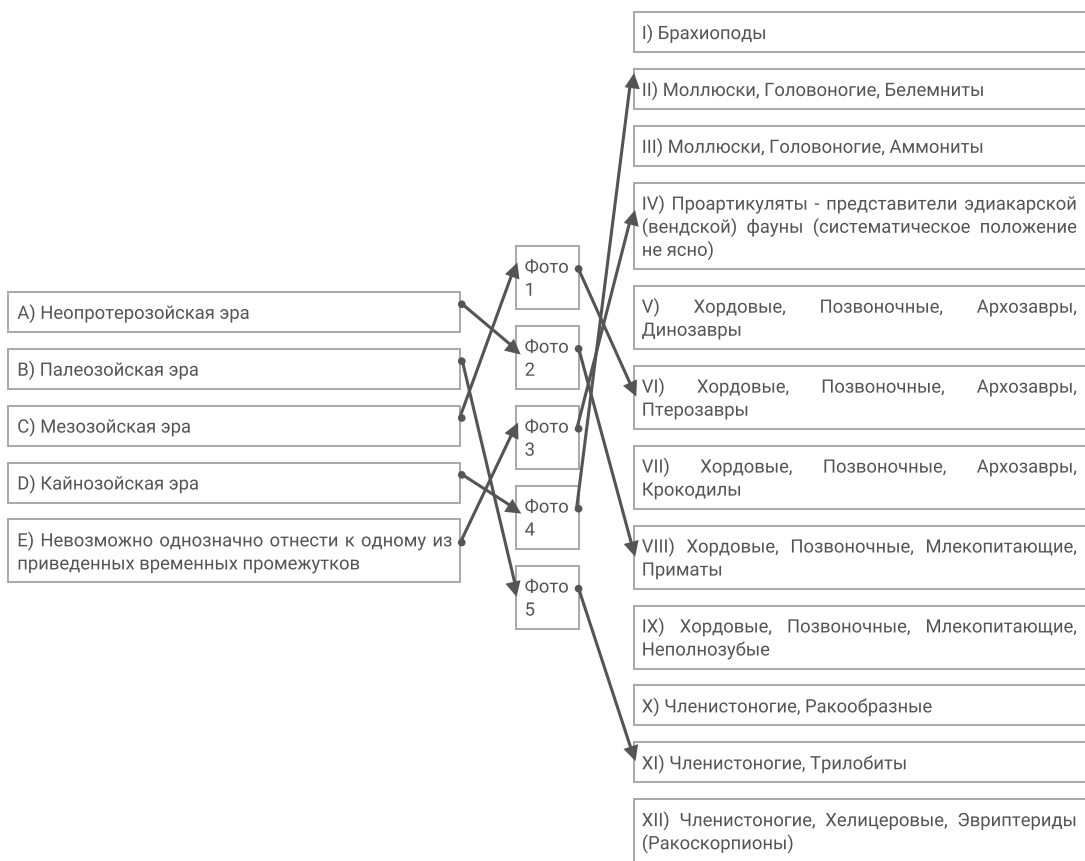 A) Неопротерозойская эра
B) Палеозойская эра
C) Мезозойская эра
D) Кайнозойская эра
E) Невозможно однозначно отнести к одному из
приведенных временных промежутков
Фото
1
Фото
2
Фото
3
Фото
4
Фото
5
I) Брахиоподы
II) Моллюски, Головоногие, Белемниты
III) Моллюски, Головоногие, Аммониты
IV) Проартикуляты - представители эдиакарской
(вендской) фауны (систематическое положение
не ясно)
V) Хордовые, Позвоночные, Архозавры,
Динозавры
VI) Хордовые, Позвоночные, Архозавры,
Птерозавры
VII) Хордовые, Позвоночные, Архозавры,
Крокодилы
VIII) Хордовые, Позвоночные, Млекопитающие,
Приматы
IX) Хордовые, Позвоночные, Млекопитающие,
Неполнозубые
X) Членистоногие, Ракообразные
XI) Членистоногие, Трилобиты
XII) Членистоногие, Хелицеровые, Эвриптериды
(Ракоскорпионы)